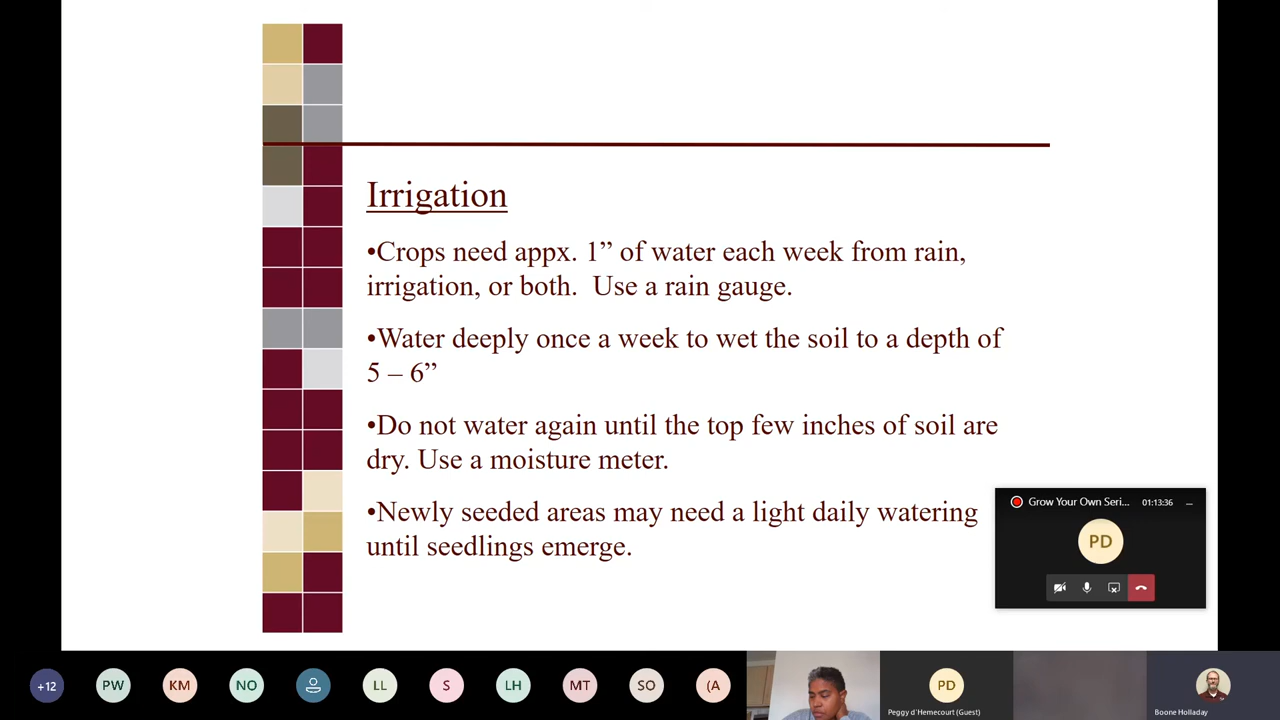 Irrigation
•Crops need appx. 1” of water each week from rain,
irrigation, or both.  Use a rain gauge.
•Water deeply once a week to wet the soil to a depth of
5 – 6”
•Do not water again until the top few inches of soil are
dry. Use a moisture meter.
•Newly seeded areas may need a light daily watering
until seedlings emerge.
Grow Your Own Seri... 01:13:36
PD
+12 PW KM NO LL S LH MT SO (A PD
Peggy d'Hemecourt (Guest) Boone Holladay